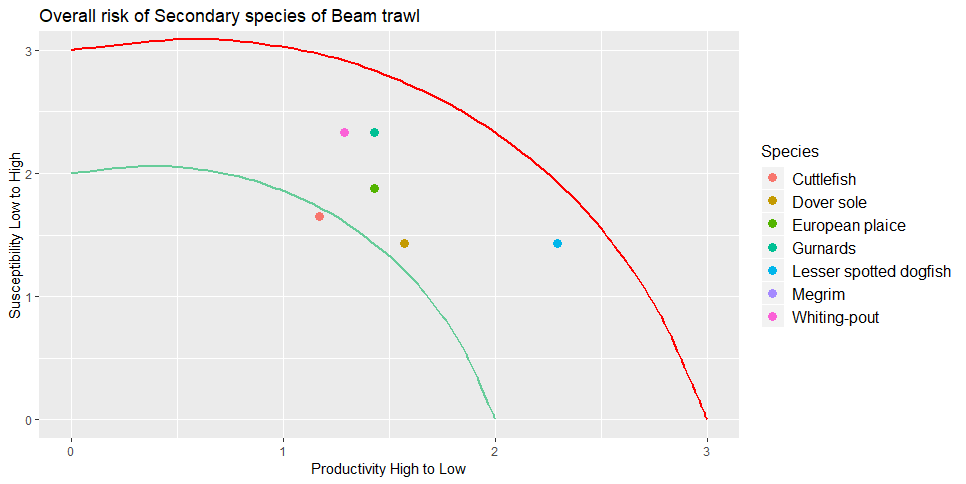 Overall risk of Secondary species of Beam trawl
Susceptibility Low to High
3
2
1
0
0
1
2
3
Productivity High to Low
Species
Cuttlefish
Dover sole
European plaice
Gurnards
Lesser spotted dogfish
Megrim
Whiting-pout